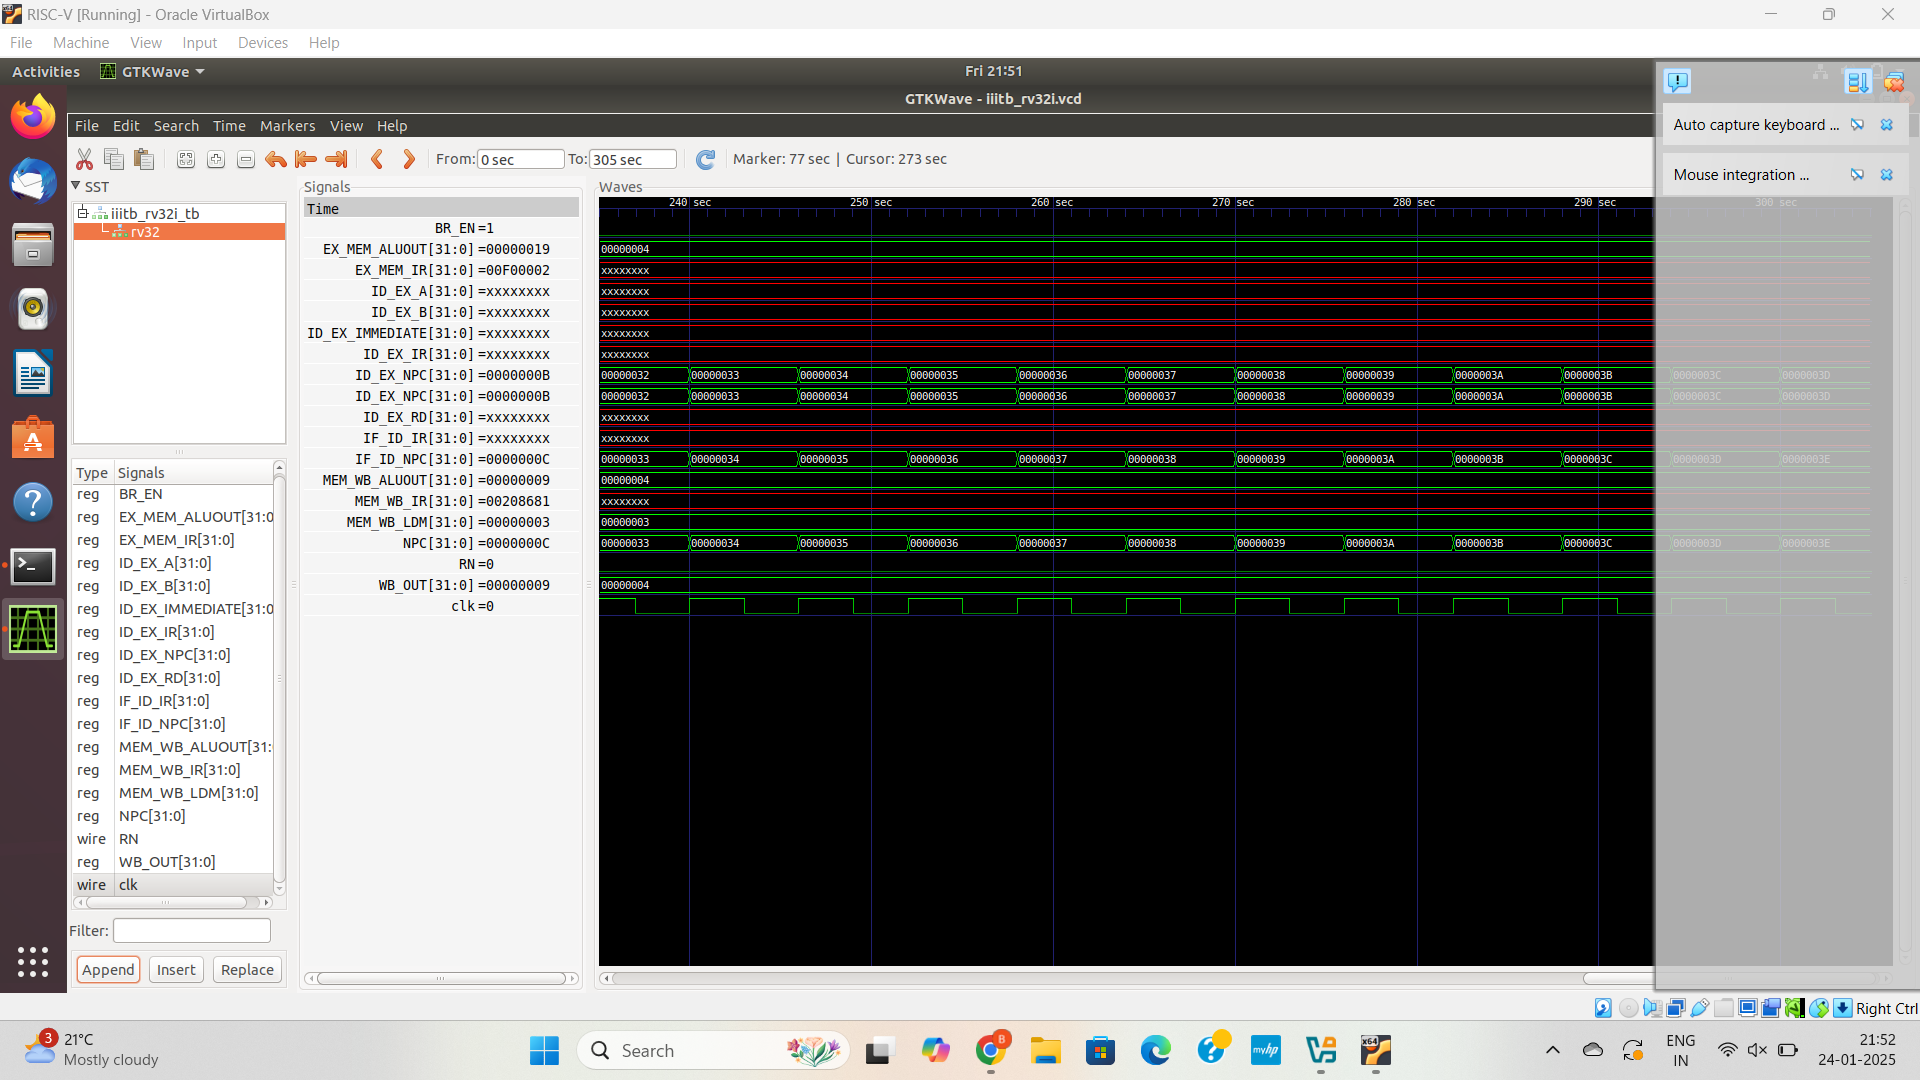 RISC-V [Running] - Oracle VirtualBox
File Machine View Input Devices Help
Activities GTKWave Fri 21:51
GTKWave - iiitb_rv32i.vcd
File Edit Search Time Markers View Help
From: 0 sec To: 305 sec Marker: 77 sec | Cursor: 273 sec
Auto capture keyboard ...
Mouse integration ...
SST
iiitb_rv32i_tb
rv32
Type Signals
reg BR_EN
reg EX_MEM_ALUOUT[31:0
reg EX_MEM_IR[31:0]
reg ID_EX_A[31:0]
reg ID_EX_B[31:0]
reg ID_EX_IMMEDIATE[31:0
reg ID_EX_IR[31:0]
reg ID_EX_NPC[31:0]
reg ID_EX_RD[31:0]
reg IF_ID_IR[31:0]
reg IF_ID_NPC[31:0]
reg MEM_WB_ALUOUT[31:
reg MEM_WB_IR[31:0]
reg MEM_WB_LDM[31:0]
reg NPC[31:0]
wire RN
reg WB_OUT[31:0]
wire clk
Filter:
Append Insert Replace
Signals
Time
BR_EN =1
EX_MEM_ALUOUT[31:0] =00000019
EX_MEM_IR[31:0] =00F00002
ID_EX_A[31:0] =xxxxxxxx
ID_EX_B[31:0] =xxxxxxxx
ID_EX_IMMEDIATE[31:0] =xxxxxxxx
ID_EX_IR[31:0] =xxxxxxxx
ID_EX_NPC[31:0] =0000000B
ID_EX_NPC[31:0] =0000000B
ID_EX_RD[31:0] =xxxxxxxx
IF_ID_IR[31:0] =xxxxxxxx
IF_ID_NPC[31:0] =0000000C
MEM_WB_ALUOUT[31:0] =00000009
MEM_WB_IR[31:0] =00208681
MEM_WB_LDM[31:0] =00000003
NPC[31:0] =0000000C
RN =0
WB_OUT[31:0] =00000009
clk =0
Waves
240 sec 250 sec 260 sec 270 sec 280 sec 290 sec 300 sec
00000004
xxxxxxxx
xxxxxxxx
xxxxxxxx
xxxxxxxx
xxxxxxxx
00000032 00000033 00000034 00000035 00000036 00000037 00000038 00000039 0000003A 0000003B 0000003C 0000003D
00000032 00000033 00000034 00000035 00000036 00000037 00000038 00000039 0000003A 0000003B 0000003C 0000003D
xxxxxxxx
xxxxxxxx
00000033 00000034 00000035 00000036 00000037 00000038 00000039 0000003A 0000003B 0000003C 0000003D 0000003E
00000004
xxxxxxxx
00000003
00000033 00000034 00000035 00000036 00000037 00000038 00000039 0000003A 0000003B 0000003C 0000003D 0000003E
00000004
Right Ctrl
3
21°C
Mostly cloudy
Search
B
myhp
x64
ENG
IN
21:52
24-01-2025